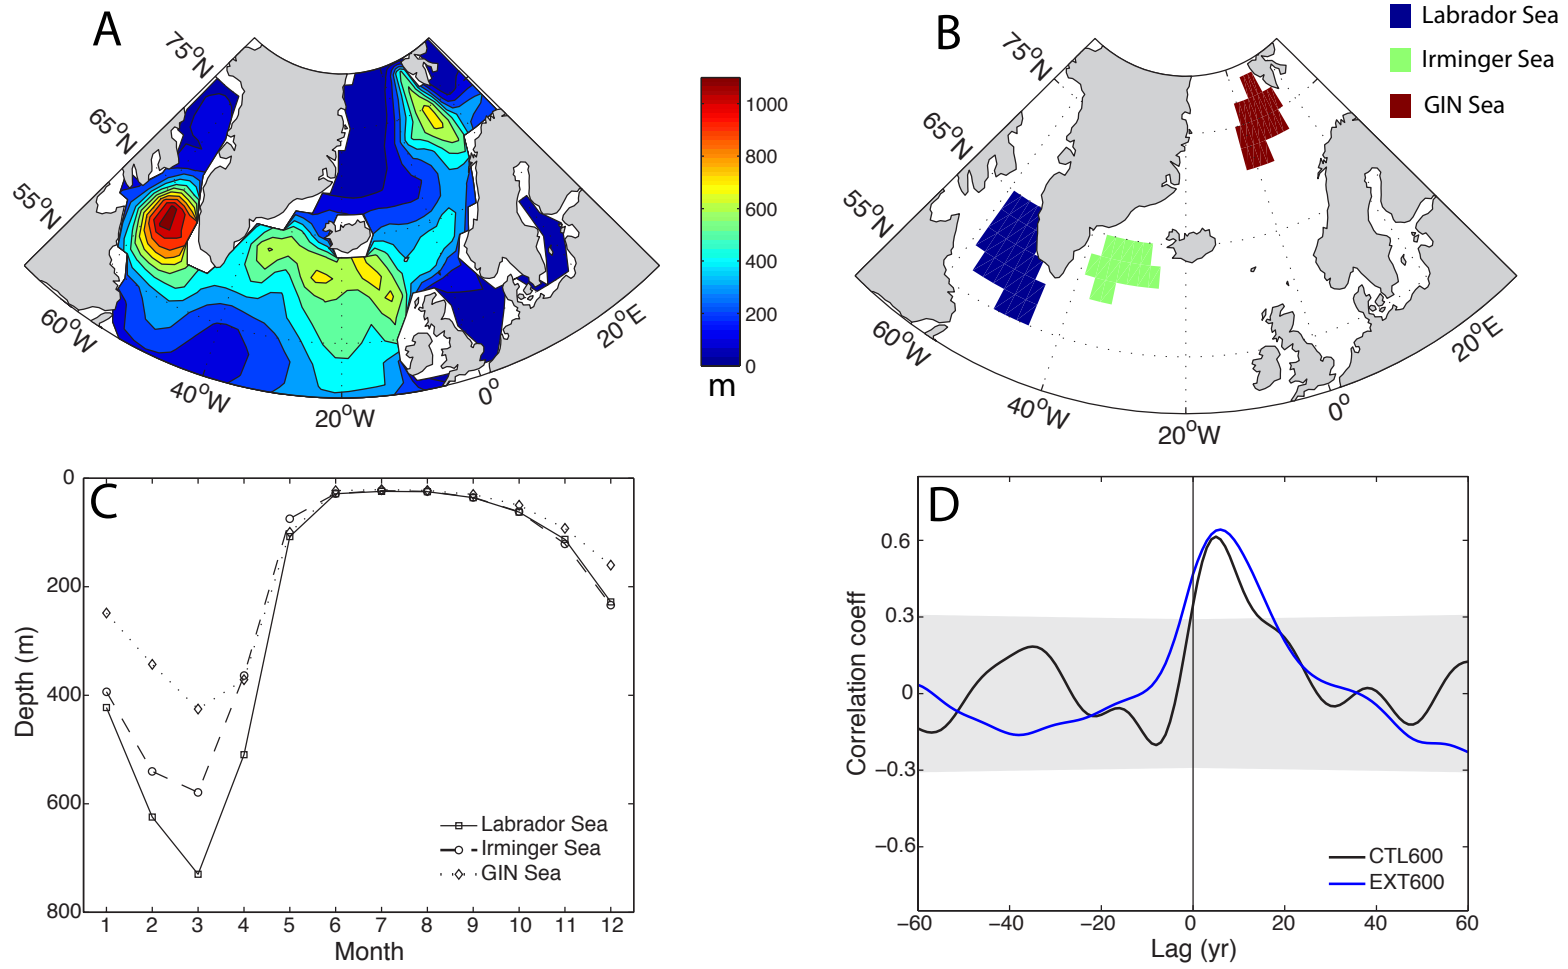 A
75°N
65°N
55°N
60°W
40°W
20°W
0°
20°E
1000
800
600
400
200
0
m
B
Labrador Sea
Irminger Sea
GIN Sea
75°N
65°N
55°N
60°W
40°W
20°W
0°
20°E
C
0
200
400
600
800
Depth (m)
1 2 3 4 5 6 7 8 9 10 11 12
Month
Labrador Sea
Irminger Sea
GIN Sea
D
0.6
0.3
0
−0.3
−0.6
Correlation coeff
−60 −40 −20 0 20 40 60
Lag (yr)
CTL600
EXT600